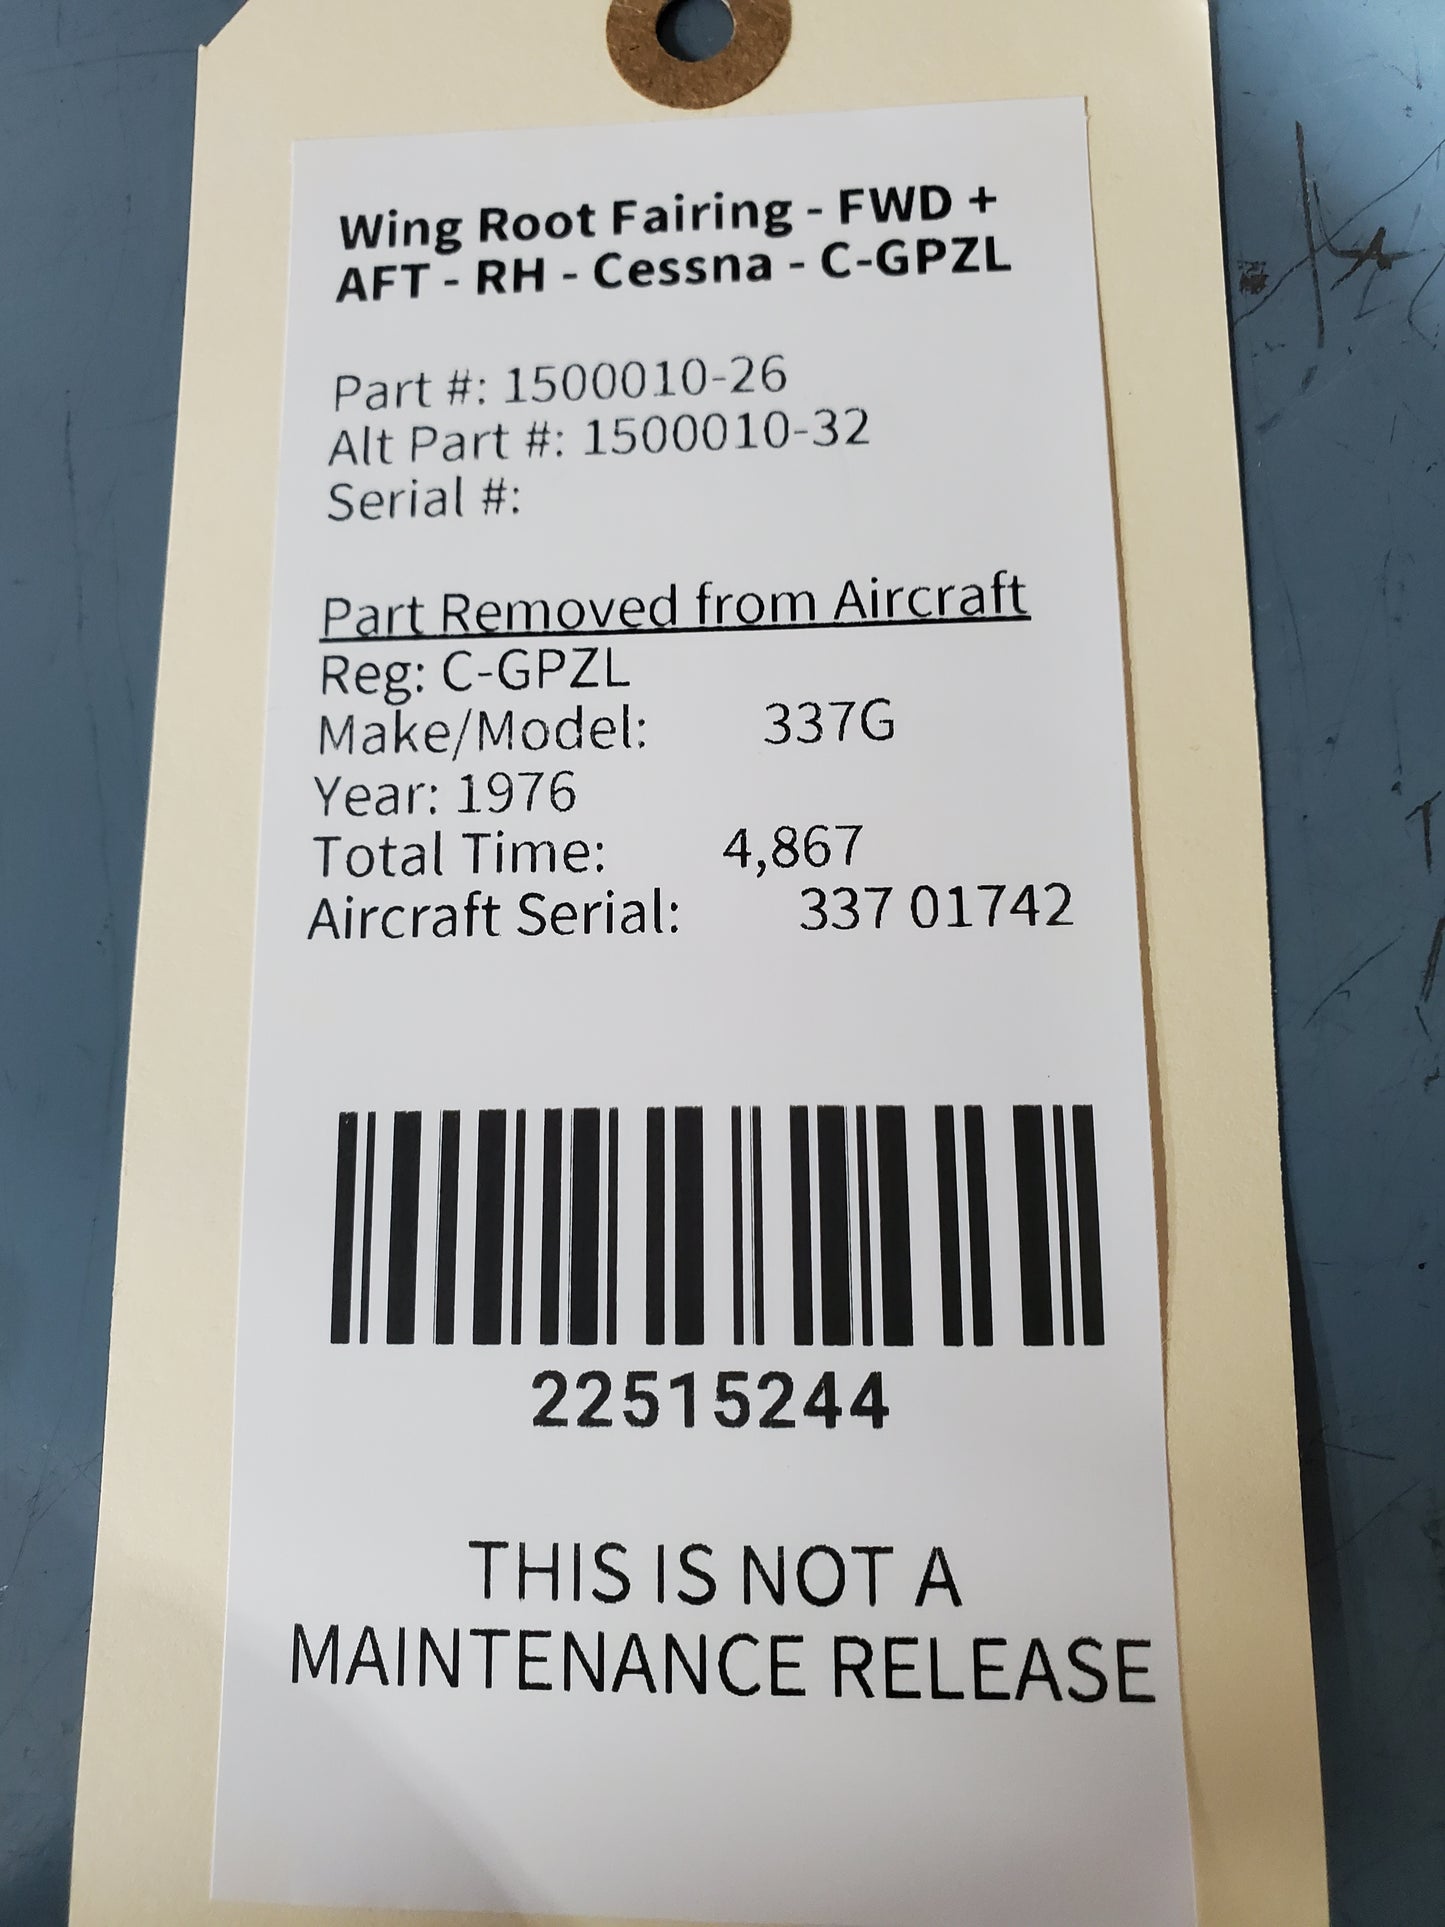 Wing Root Fairing - FWD +
AFT - RH - Cessna - C-GPZL
Part #: 1500010-26
Alt Part #: 1500010-32
Serial #:
Part Removed from Aircraft
Reg: C-GPZL
Make/Model: 337G
Year: 1976
Total Time: 4,867
Aircraft Serial: 337 01742
22515244
THIS IS NOT A
MAINTENANCE RELEASE